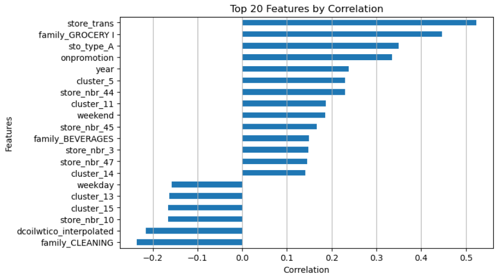 Top 20 Features by Correlation
store_trans
family_GROCERY I
sto_type_A
onpromotion
year
cluster_5
store_nbr_44
cluster_11
weekend
store_nbr_45
family_BEVERAGES
store_nbr_3
store_nbr_47
cluster_14
weekday
cluster_13
cluster_15
store_nbr_10
dcoilwtico_interpolated
family_CLEANING
Features
−0.2 −0.1 0.0 0.1 0.2 0.3 0.4 0.5
Correlation